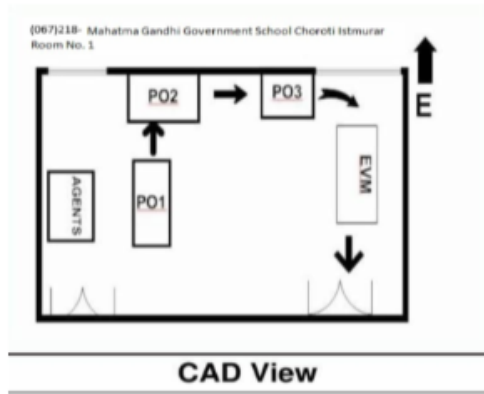 (067)218- Mahatma Gandhi Government School Choroti Istmurar
Room No. 1
E
PO2
PO3
EVM
AGENTS
PO1
CAD View